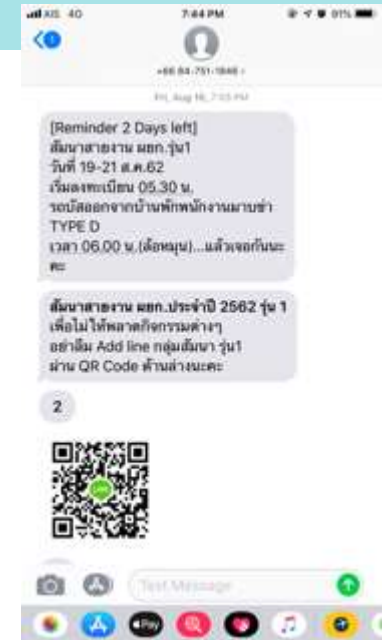 AIS 4G
7:44 PM
91%
Fri, Aug 16, 7:05 PM
[Reminder 2 Days left]
สัมนาสายงาน ผยก.รุ่น1
วันที่ 19-21 ส.ค.62
เริ่มลงทะเบียน 05.30 น.
รถบัสออกจากบ้านพักพนักงานมาบข่า
TYPE D
เวลา 06.00 น.(ล้อหมุน)...แล้วเจอกันนะ
คะ
สัมนาสายงาน ผยก.ประจำปี 2562 รุ่น 1
เพื่อไม่ให้พลาดกิจกรรมต่างๆ
อย่าลืม Add line กลุ่มสัมนา รุ่น1
ผ่าน QR Code ด้านล่างนะคะ
2
LINE
Text Message
Pay